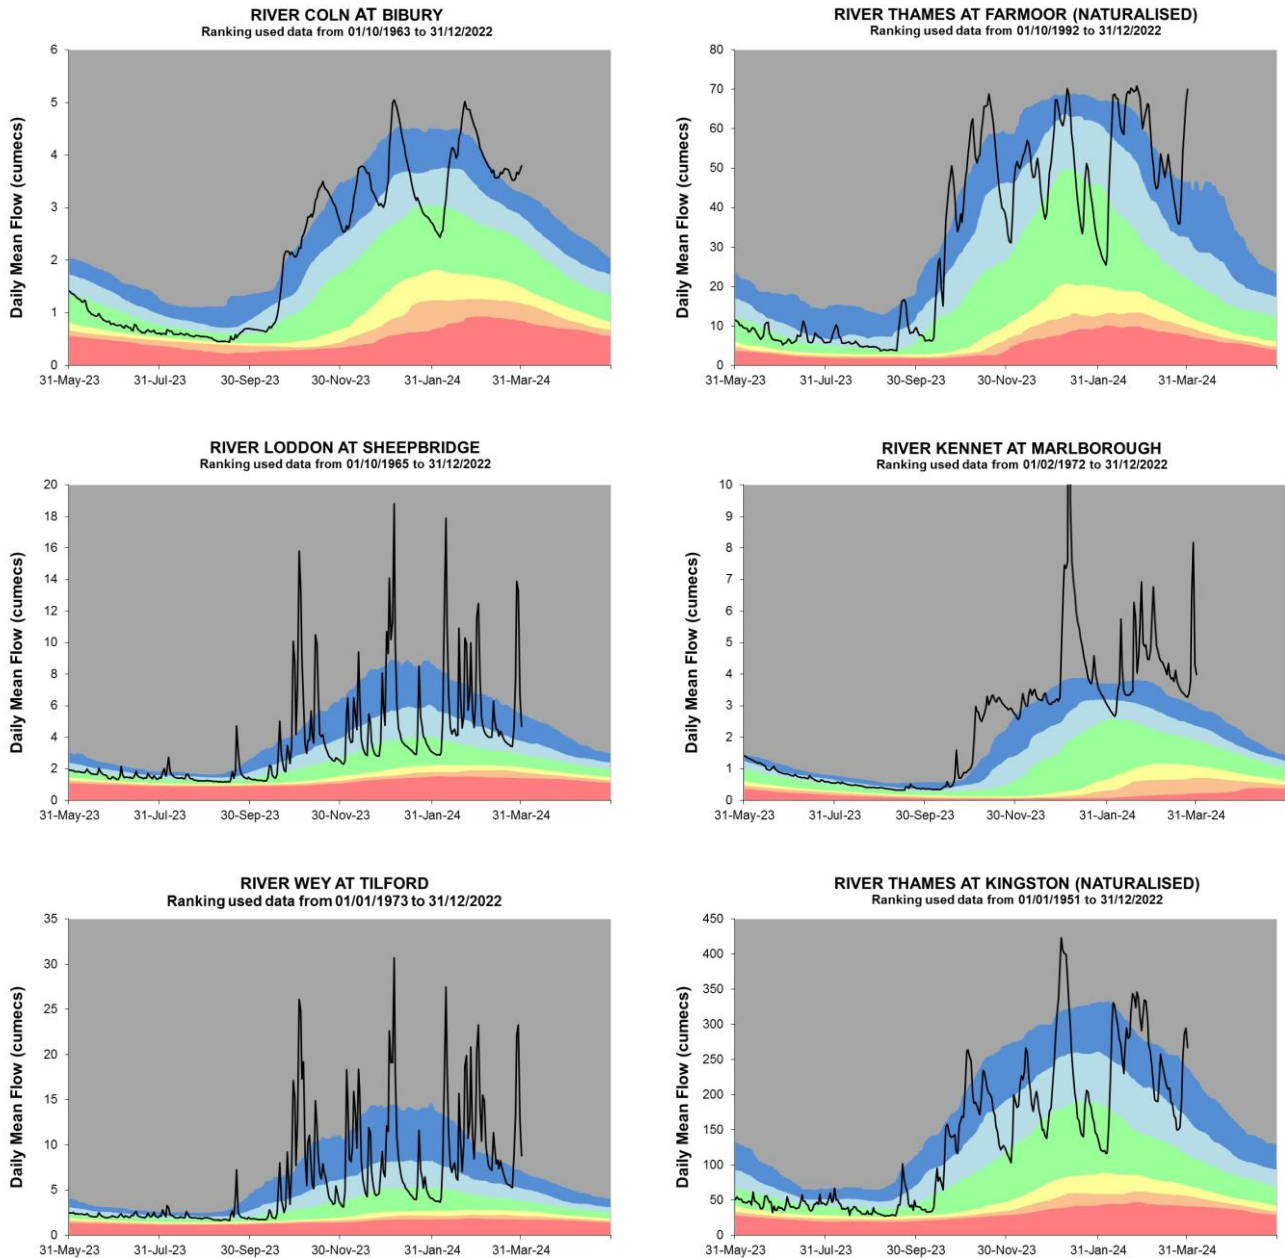 RIVER COLN AT BIBURY
Ranking used data from 01/10/1963 to 31/12/2022
Daily Mean Flow (cumecs)
6
5
4
3
2
1
0
31-May-23 31-Jul-23 30-Sep-23 30-Nov-23 31-Jan-24 31-Mar-24
RIVER THAMES AT FARMOOR (NATURALISED)
Ranking used data from 01/10/1992 to 31/12/2022
Daily Mean Flow (cumecs)
80
70
60
50
40
30
20
10
0
31-May-23 31-Jul-23 30-Sep-23 30-Nov-23 31-Jan-24 31-Mar-24
RIVER LODDON AT SHEEPBRIDGE
Ranking used data from 01/10/1965 to 31/12/2022
Daily Mean Flow (cumecs)
20
18
16
14
12
10
8
6
4
2
0
31-May-23 31-Jul-23 30-Sep-23 30-Nov-23 31-Jan-24 31-Mar-24
RIVER KENNET AT MARLBOROUGH
Ranking used data from 01/02/1972 to 31/12/2022
Daily Mean Flow (cumecs)
10
9
8
7
6
5
4
3
2
1
0
31-May-23 31-Jul-23 30-Sep-23 30-Nov-23 31-Jan-24 31-Mar-24
RIVER WEY AT TILFORD
Ranking used data from 01/01/1973 to 31/12/2022
Daily Mean Flow (cumecs)
35
30
25
20
15
10
5
0
31-May-23 31-Jul-23 30-Sep-23 30-Nov-23 31-Jan-24 31-Mar-24
RIVER THAMES AT KINGSTON (NATURALISED)
Ranking used data from 01/01/1951 to 31/12/2022
Daily Mean Flow (cumecs)
450
400
350
300
250
200
150
100
50
0
31-May-23 31-Jul-23 30-Sep-23 30-Nov-23 31-Jan-24 31-Mar-24